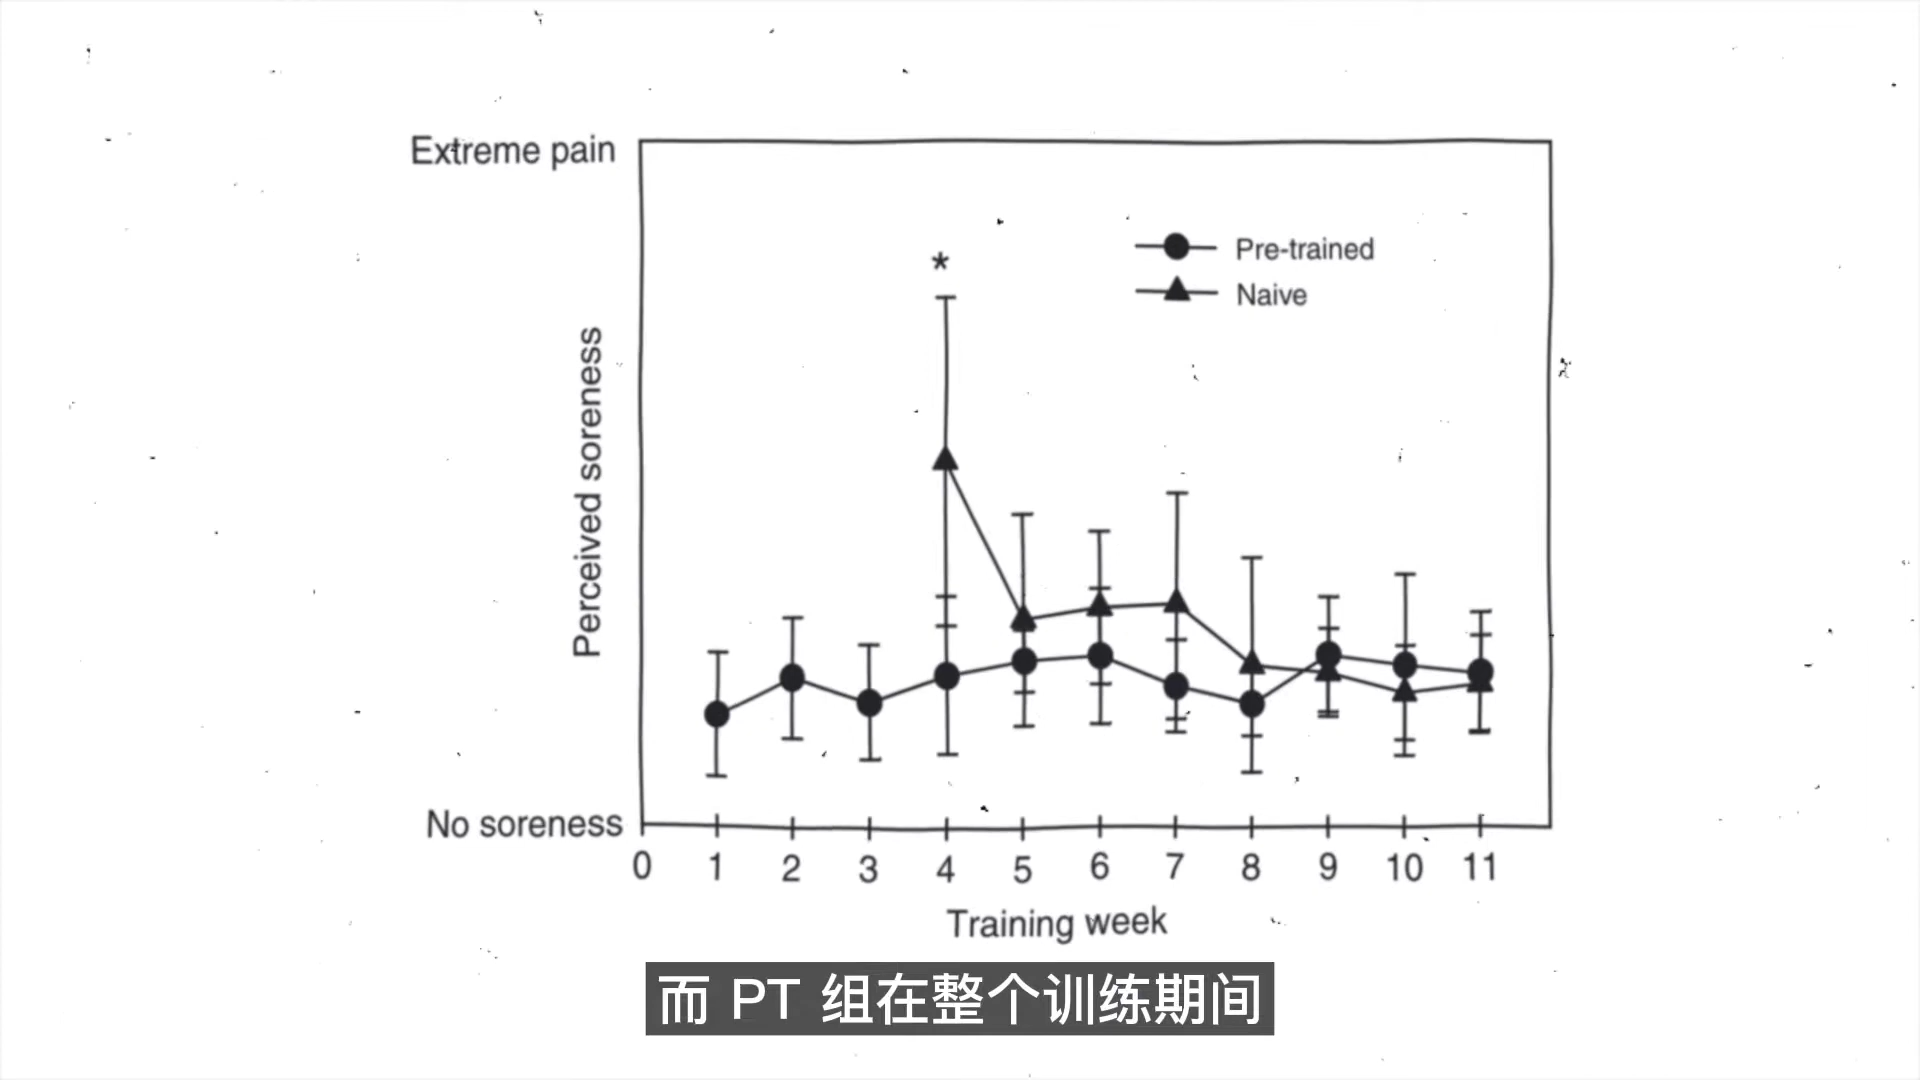 Extreme pain
*
Pre-trained
Naive
Perceived soreness
No soreness
0 1 2 3 4 5 6 7 8 9 10 11
Training week
而 PT 组在整个训练期间